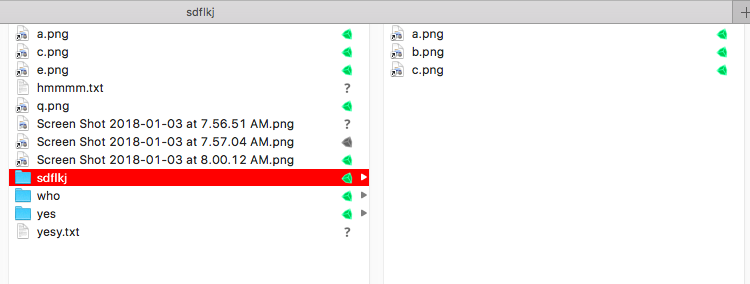 sdflkj
a.png
c.png
e.png
hmmmm.txt
?
q.png
Screen Shot 2018-01-03 at 7.56.51 AM.png
?
Screen Shot 2018-01-03 at 7.57.04 AM.png
Screen Shot 2018-01-03 at 8.00.12 AM.png
sdflkj
who
yes
yesy.txt
?
a.png
b.png
c.png